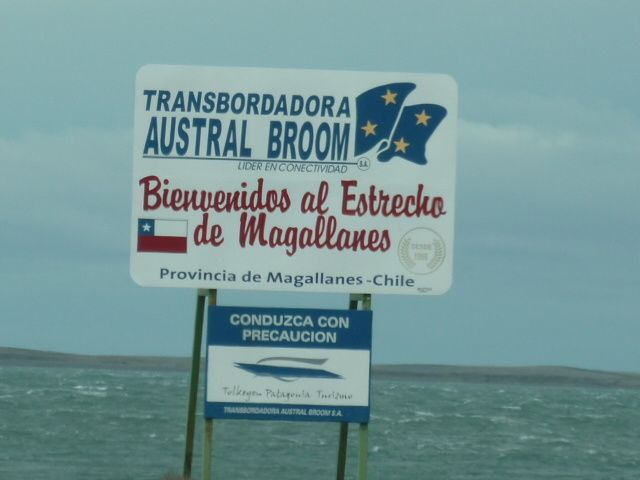 TRANSBORDADORA
AUSTRAL BROOM
S.A.
LIDER EN CONECTIVIDAD
Bienvenidos al Estrecho
de Magallanes
DESDE
Provincia de Magallanes -Chile
CONDUZCA CON
PRECAUCION
Tolkeyen Patagonia Turismo
TRANSBORDADORA AUSTRAL BROOM S.A.